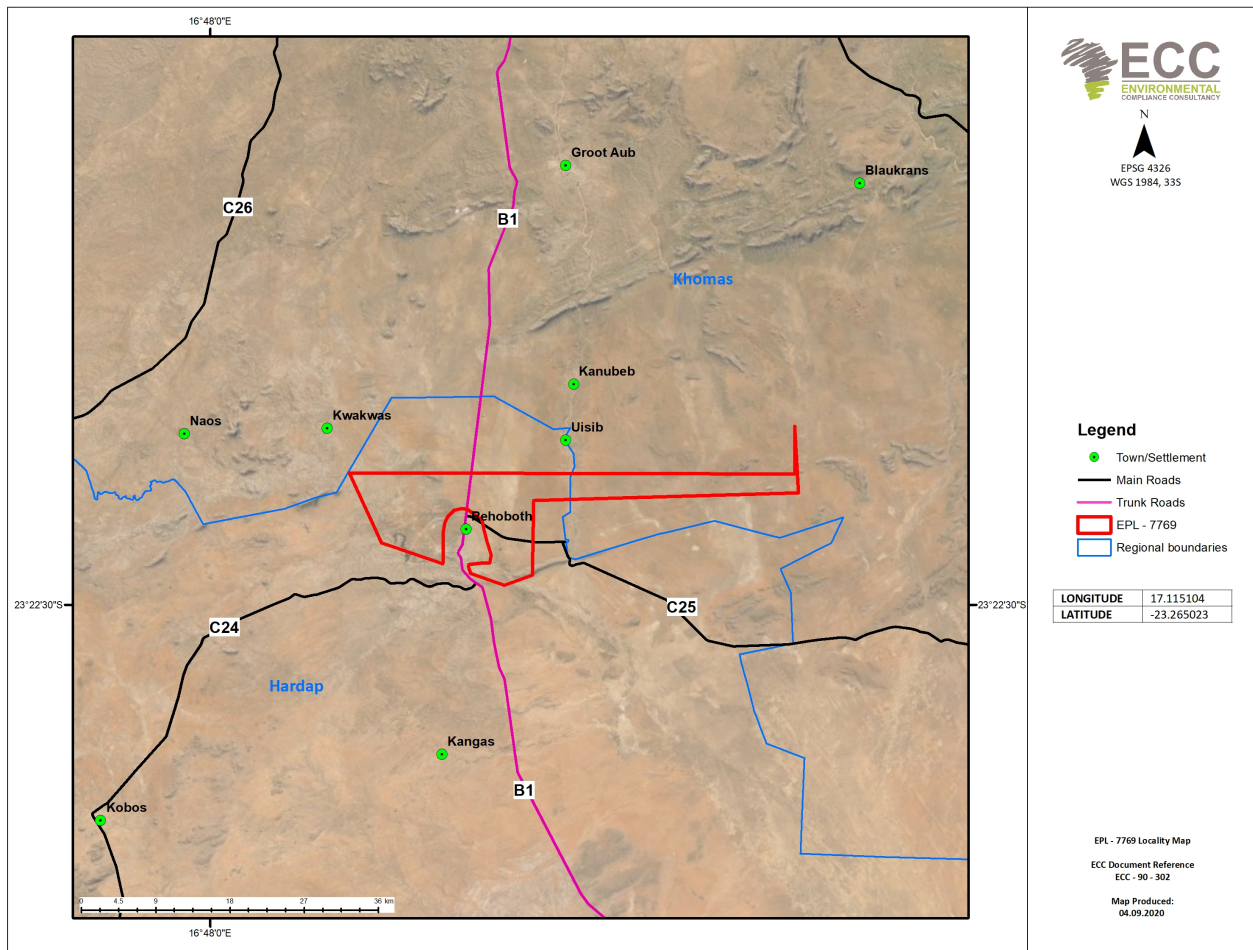 16°48'0"E
ECC
ENVIRONMENTAL
COMPLIANCE CONSULTANCY
N
EPSG 4326
WGS 1984, 33S
Groot Aub
Blaukrans
C26
B1
Khomas
Kanubeb
Naos
Kwakwas
Uisib
Rehoboth
23°22'30"S
23°22'30"S
C25
C24
Hardap
Kangas
B1
Kobos
0 4.5 9 18 27 36 km
16°48'0"E
Legend
Town/Settlement
Main Roads
Trunk Roads
EPL - 7769
Regional boundaries
LONGITUDE 17.115104
LATITUDE -23.265023
EPL - 7769 Locality Map
ECC Document Reference
ECC - 90 - 302
Map Produced:
04.09.2020